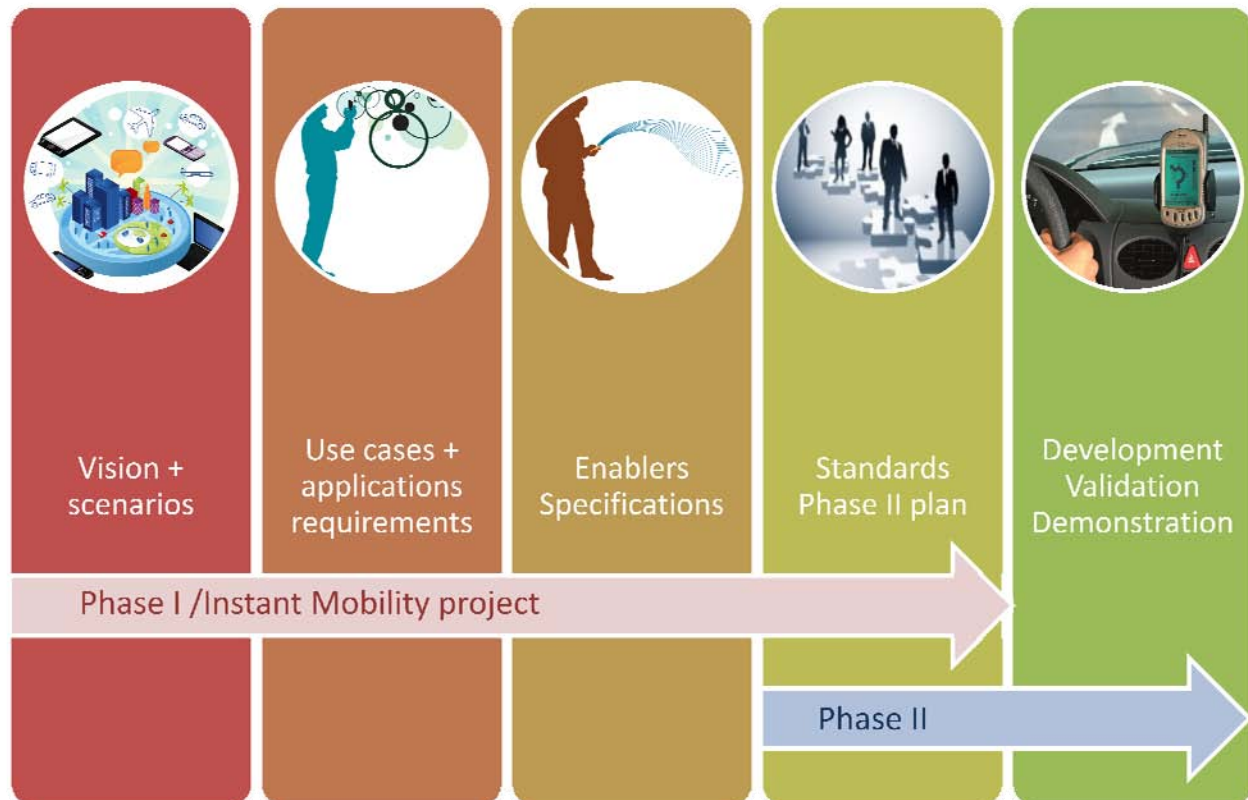 Vision +
scenarios
Use cases +
applications
requirements
Enablers
Specifications
Standards
Phase II plan
Development
Validation
Demonstration
Phase I /Instant Mobility project
Phase II